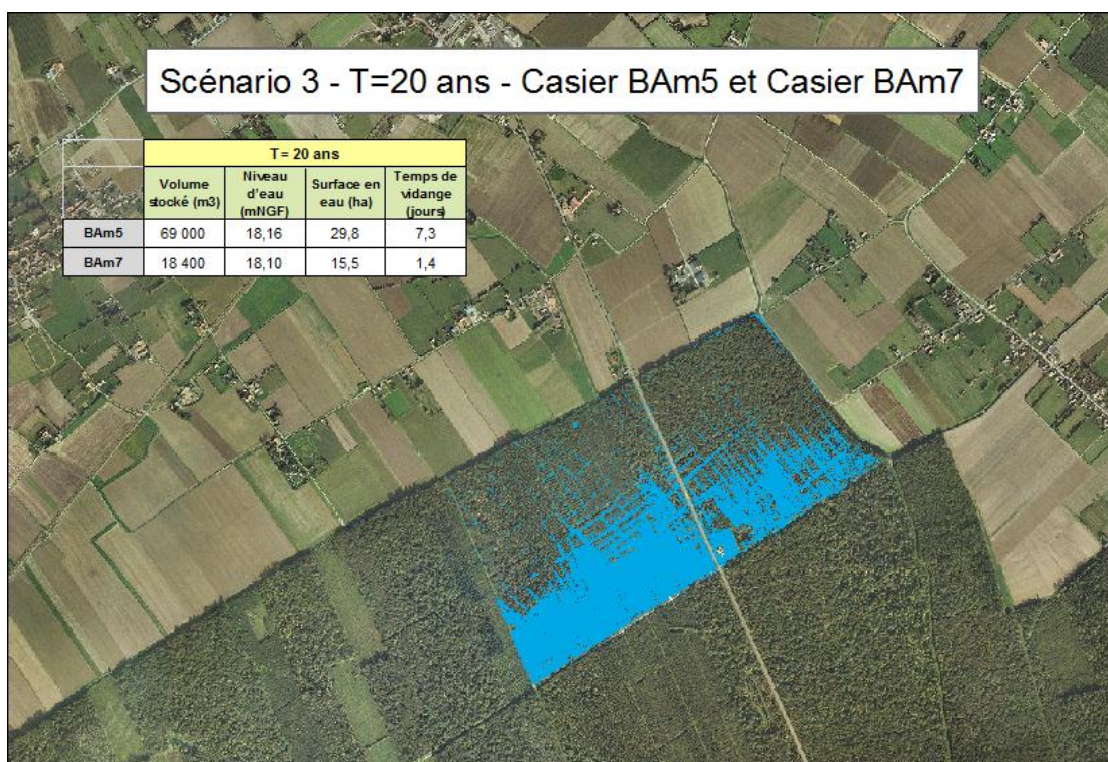 Scénario 3 - T=20 ans - Casier BAm5 et Casier BAm7
T= 20 ans
Volume stocké (m3) Niveau d'eau (mNGF) Surface en eau (ha) Temps de vidange (jours)
BAm5 69 000 18,16 29,8 7,3
BAm7 18 400 18,10 15,5 1,4